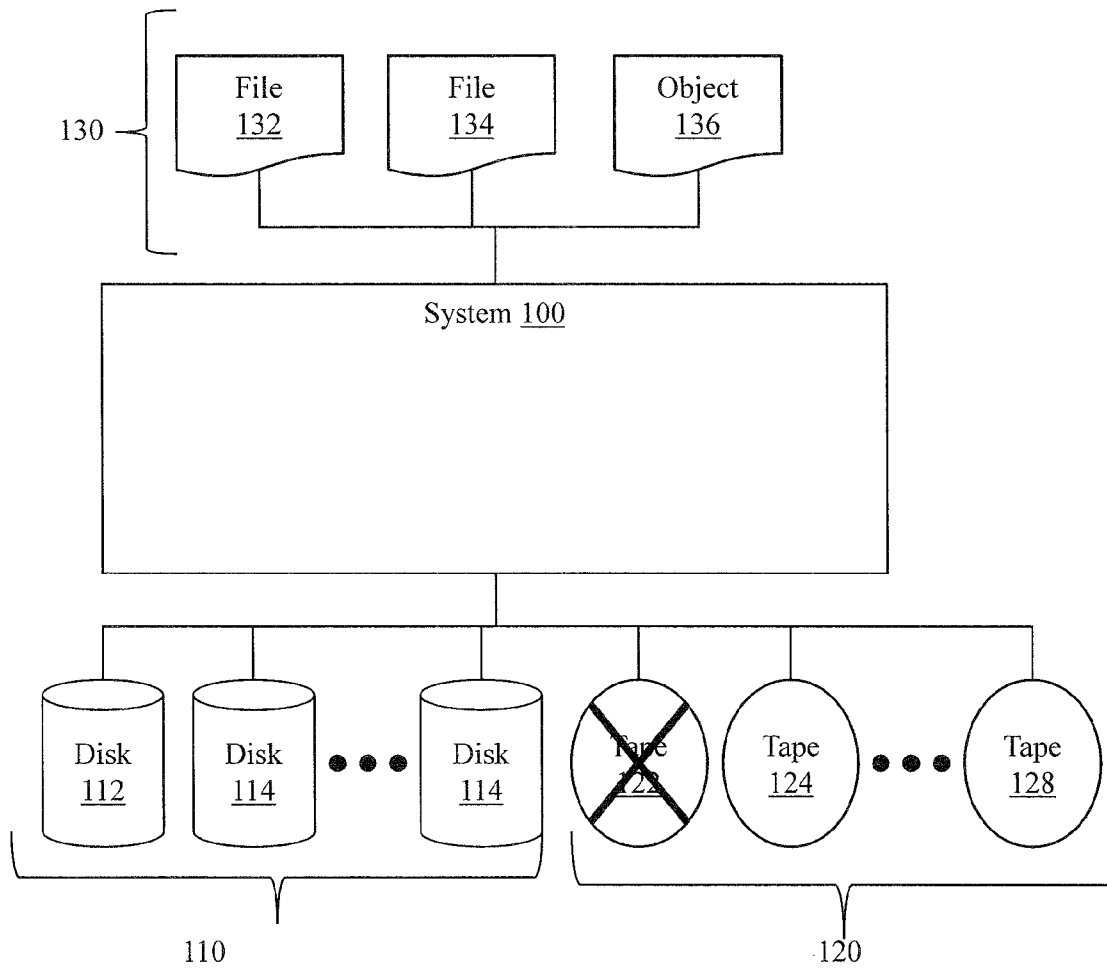 130
File
132
File
134
Object
136
System 100
Disk
112
Disk
114
Disk
114
Tape
122
Tape
124
Tape
128
110
120